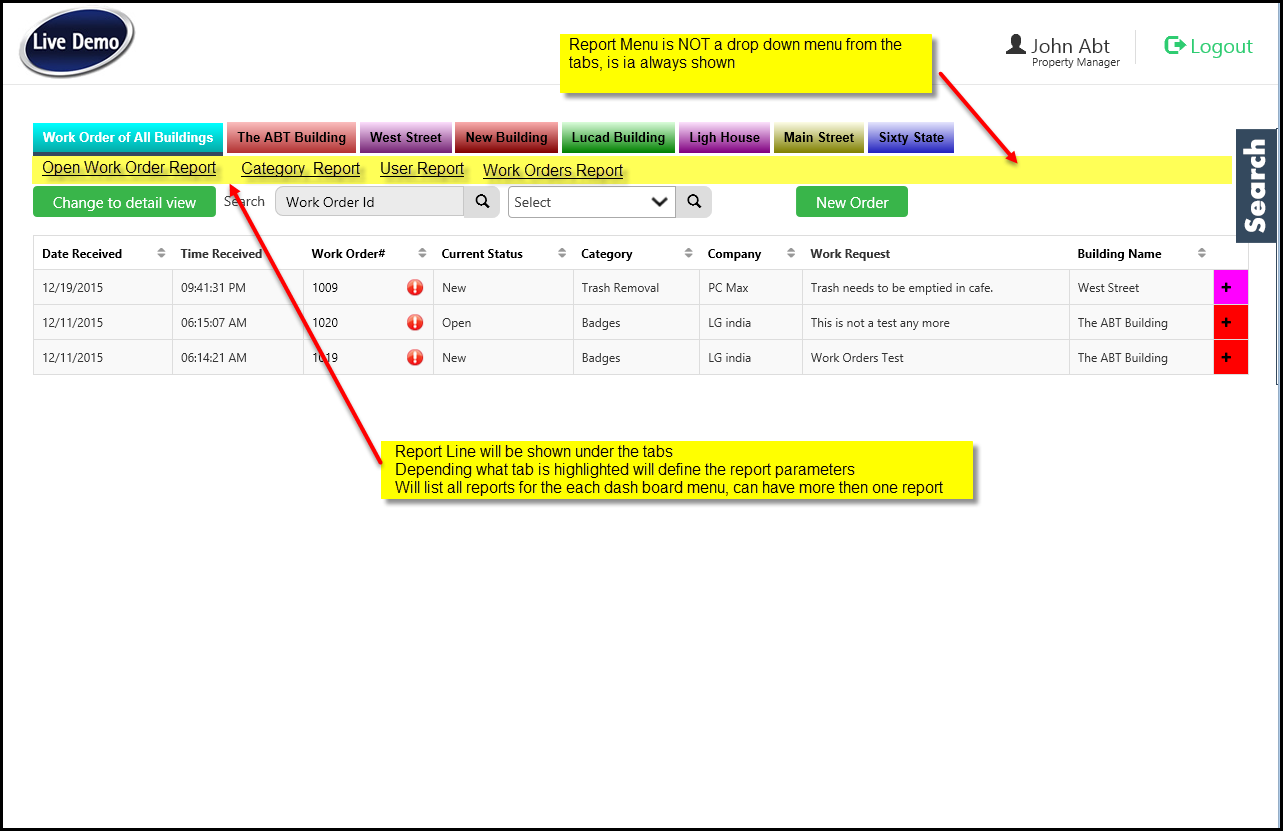 Live Demo
Report Menu is NOT a drop down menu from the
tabs, is ia always shown
John Abt
Property Manager
Logout
Work Order of All Buildings The ABT Building West Street New Building Lucad Building Ligh House Main Street Sixty State
Open Work Order Report Category Report User Report Work Orders Report
Search
Change to detail view Search Work Order Id Select New Order
Date Received Time Received Work Order# Current Status Category Company Work Request Building Name
12/19/2015 09:41:31 PM 1009 New Trash Removal PC Max Trash needs to be emptied in cafe. West Street +
12/11/2015 06:15:07 AM 1020 Open Badges LG india This is not a test any more The ABT Building +
12/11/2015 06:14:21 AM 1019 New Badges LG india Work Orders Test The ABT Building +
Report Line will be shown under the tabs
Depending what tab is highlighted will define the report parameters
Will list all reports for the each dash board menu, can have more then one report